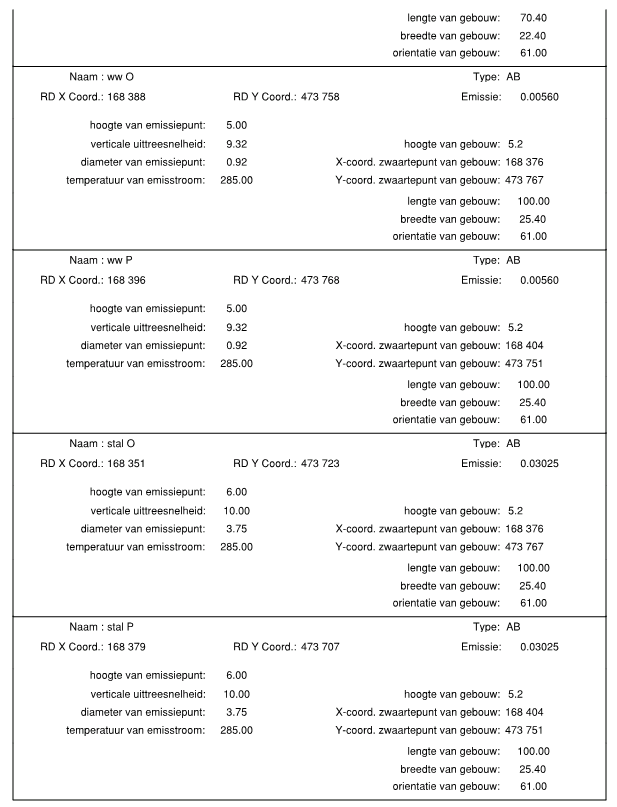 lengte van gebouw: 70.40
breedte van gebouw: 22.40
orientatie van gebouw: 61.00
Naam : ww O Type: AB
RD X Coord.: 168 388 RD Y Coord.: 473 758 Emissie: 0.00560
hoogte van emissiepunt: 5.00
verticale uittreesnelheid: 9.32 hoogte van gebouw: 5.2
diameter van emissiepunt: 0.92 X-coord. zwaartepunt van gebouw: 168 376
temperatuur van emisstroom: 285.00 Y-coord. zwaartepunt van gebouw: 473 767
lengte van gebouw: 100.00
breedte van gebouw: 25.40
orientatie van gebouw: 61.00
Naam : ww P Type: AB
RD X Coord.: 168 396 RD Y Coord.: 473 768 Emissie: 0.00560
hoogte van emissiepunt: 5.00
verticale uittreesnelheid: 9.32 hoogte van gebouw: 5.2
diameter van emissiepunt: 0.92 X-coord. zwaartepunt van gebouw: 168 404
temperatuur van emisstroom: 285.00 Y-coord. zwaartepunt van gebouw: 473 751
lengte van gebouw: 100.00
breedte van gebouw: 25.40
orientatie van gebouw: 61.00
Naam : stal O Type: AB
RD X Coord.: 168 351 RD Y Coord.: 473 723 Emissie: 0.03025
hoogte van emissiepunt: 6.00
verticale uittreesnelheid: 10.00 hoogte van gebouw: 5.2
diameter van emissiepunt: 3.75 X-coord. zwaartepunt van gebouw: 168 376
temperatuur van emisstroom: 285.00 Y-coord. zwaartepunt van gebouw: 473 767
lengte van gebouw: 100.00
breedte van gebouw: 25.40
orientatie van gebouw: 61.00
Naam : stal P Type: AB
RD X Coord.: 168 379 RD Y Coord.: 473 707 Emissie: 0.03025
hoogte van emissiepunt: 6.00
verticale uittreesnelheid: 10.00 hoogte van gebouw: 5.2
diameter van emissiepunt: 3.75 X-coord. zwaartepunt van gebouw: 168 404
temperatuur van emisstroom: 285.00 Y-coord. zwaartepunt van gebouw: 473 751
lengte van gebouw: 100.00
breedte van gebouw: 25.40
orientatie van gebouw: 61.00